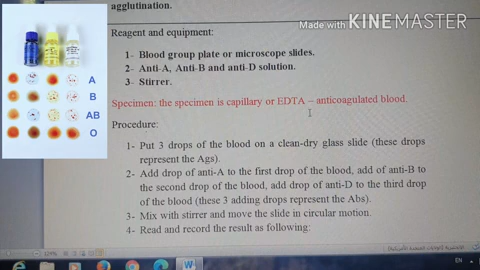 agglutination.
Made with KINEMASTER
Reagent and equipment:
1- Blood group plate or microscope slides.
2- Anti-A, Anti-B and anti-D solution.
3- Stirrer.
Specimen: the specimen is capillary or EDTA – anticoagulated blood.
Procedure:
1- Put 3 drops of the blood on a clean-dry glass slide (these drops
represent the Ags).
2- Add drop of anti-A to the first drop of the blood, add of anti-B to
the second drop of the blood, add drop of anti-D to the third drop
of the blood (these 3 adding drops represent the Abs).
3- Mix with stirrer and move the slide in circular motion.
4- Read and record the result as following:
A
B
AB
O
EN